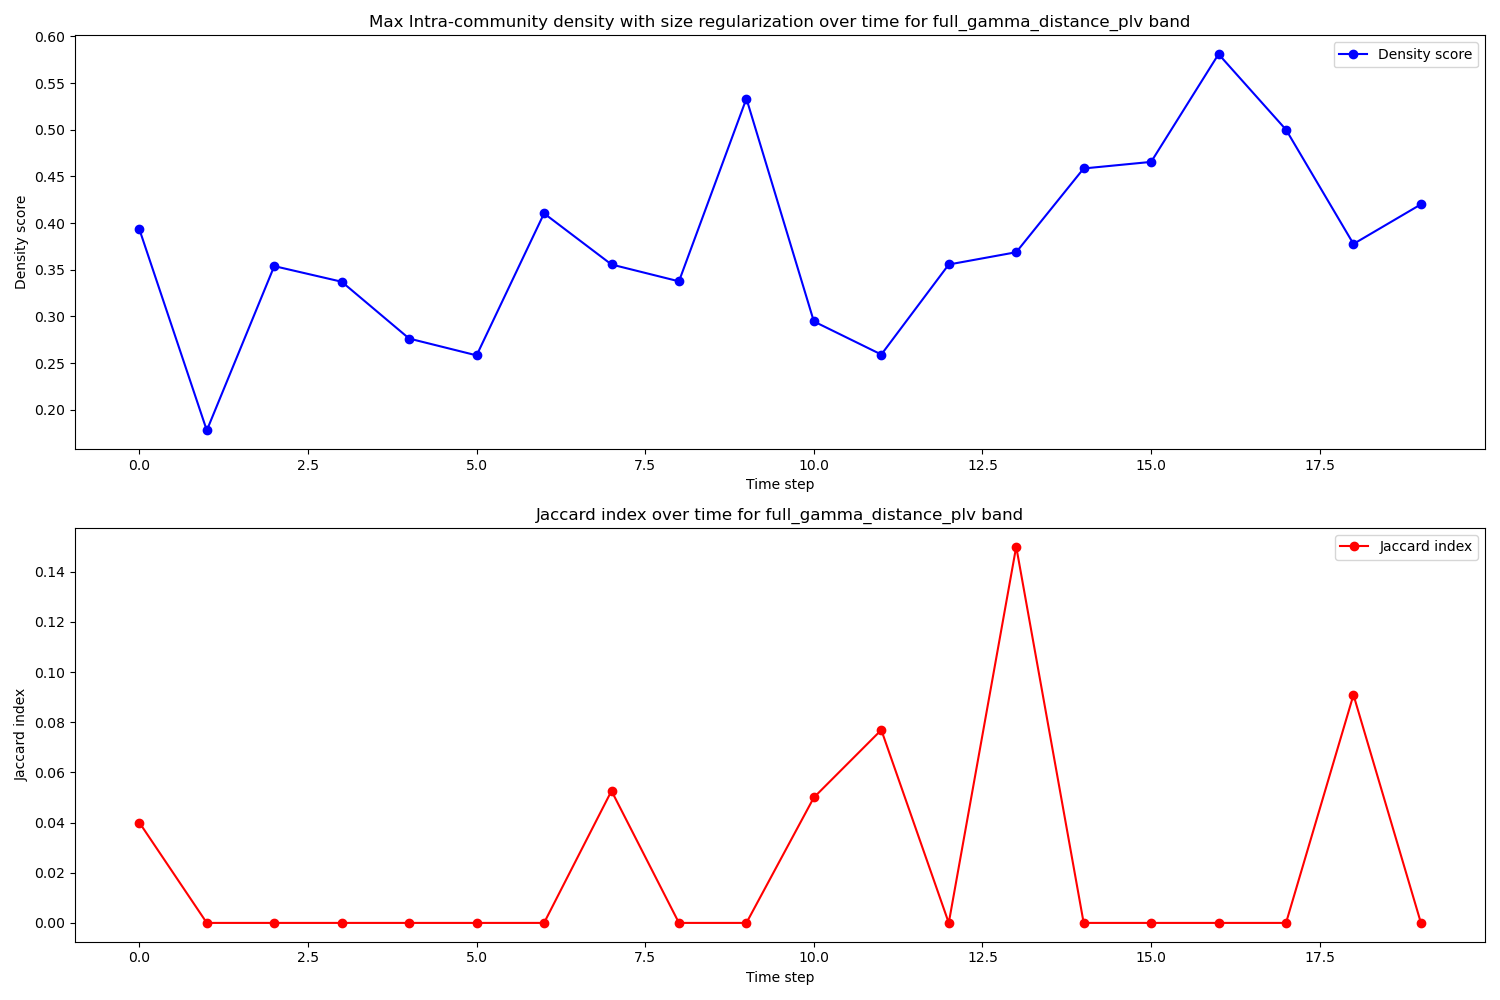 Max Intra-community density with size regularization over time for full_gamma_distance_plv band
Density score
Density score
0.60
0.55
0.50
0.45
0.40
0.35
0.30
0.25
0.20
0.0 2.5 5.0 7.5 10.0 12.5 15.0 17.5
Time step
Jaccard index over time for full_gamma_distance_plv band
Jaccard index
Jaccard index
0.14
0.12
0.10
0.08
0.06
0.04
0.02
0.00
0.0 2.5 5.0 7.5 10.0 12.5 15.0 17.5
Time step